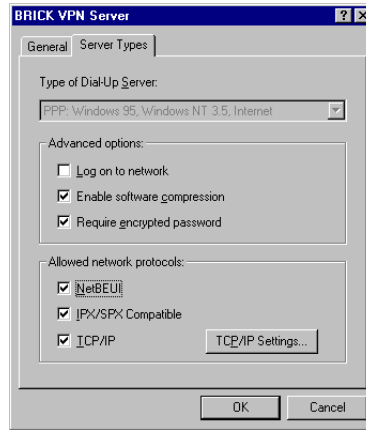 BRICK VPN Server
General Server Types
Type of Dial-Up Server:
PPP: Windows 95, Windows NT 3.5, Internet
Advanced options:
Log on to network
Enable software compression
Require encrypted password
Allowed network protocols:
NetBEUI
IPX/SPX Compatible
TCP/IP TCP/IP Settings...
OK Cancel